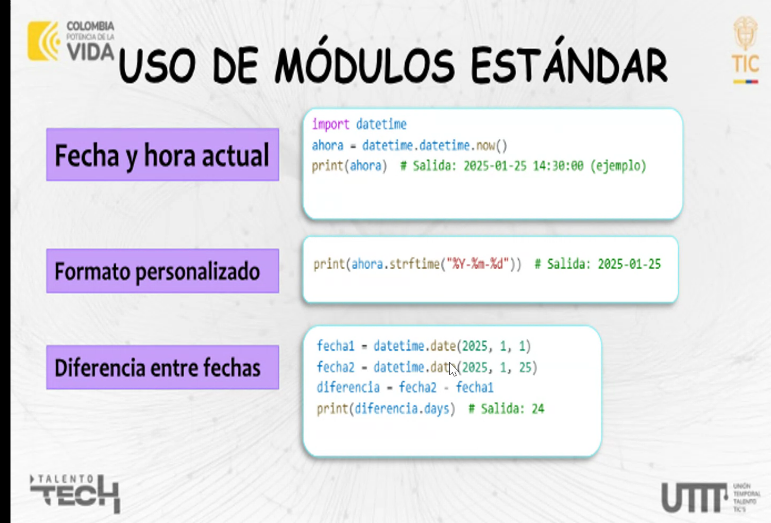 COLOMBIA
POTENCIA DE LA
VIDA
USO DE MÓDULOS ESTÁNDAR
TIC
Fecha y hora actual
import datetime
ahora = datetime.datetime.now()
print(ahora)  # Salida: 2025-01-25 14:30:00 (ejemplo)
Formato personalizado
print(ahora.strftime("%Y-%m-%d"))  # Salida: 2025-01-25
Diferencia entre fechas
fecha1 = datetime.date(2025, 1, 1)
fecha2 = datetime.date(2025, 1, 25)
diferencia = fecha2 - fecha1
print(diferencia.days)  # Salida: 24
TALENTO
TECH
UTTT
UNIÓN
TEMPORAL
TALENTO
TIC'S